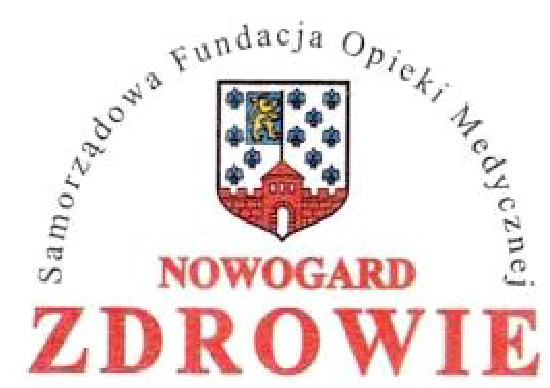 Samorządowa Fundacja Opieki Medycznej
NOWOGARD
ZDROWIE